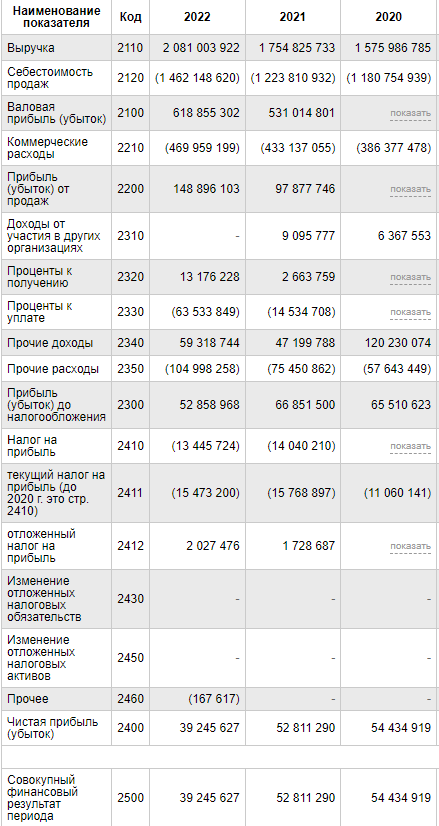 Наименование показателя Код 2022 2021 2020
Выручка 2110 2 081 003 922 1 754 825 733 1 575 986 785
Себестоимость продаж 2120 (1 462 148 620) (1 223 810 932) (1 180 754 939)
Валовая прибыль (убыток) 2100 618 855 302 531 014 801 показать
Коммерческие расходы 2210 (469 959 199) (433 137 055) (386 377 478)
Прибыль (убыток) от продаж 2200 148 896 103 97 877 746 показать
Доходы от участия в других организациях 2310 - 9 095 777 6 367 553
Проценты к получению 2320 13 176 228 2 663 759 показать
Проценты к уплате 2330 (63 533 849) (14 534 708) показать
Прочие доходы 2340 59 318 744 47 199 788 120 230 074
Прочие расходы 2350 (104 998 258) (75 450 862) (57 643 449)
Прибыль (убыток) до налогообложения 2300 52 858 968 66 851 500 65 510 623
Налог на прибыль 2410 (13 445 724) (14 040 210) показать
текущий налог на прибыль (до 2020 г. это стр. 2410) 2411 (15 473 200) (15 768 897) (11 060 141)
отложенный налог на прибыль 2412 2 027 476 1 728 687 показать
Изменение отложенных налоговых обязательств 2430 - - -
Изменение отложенных налоговых активов 2450 - - -
Прочее 2460 (167 617) - -
Чистая прибыль (убыток) 2400 39 245 627 52 811 290 54 434 919
Совокупный финансовый результат периода 2500 39 245 627 52 811 290 54 434 919